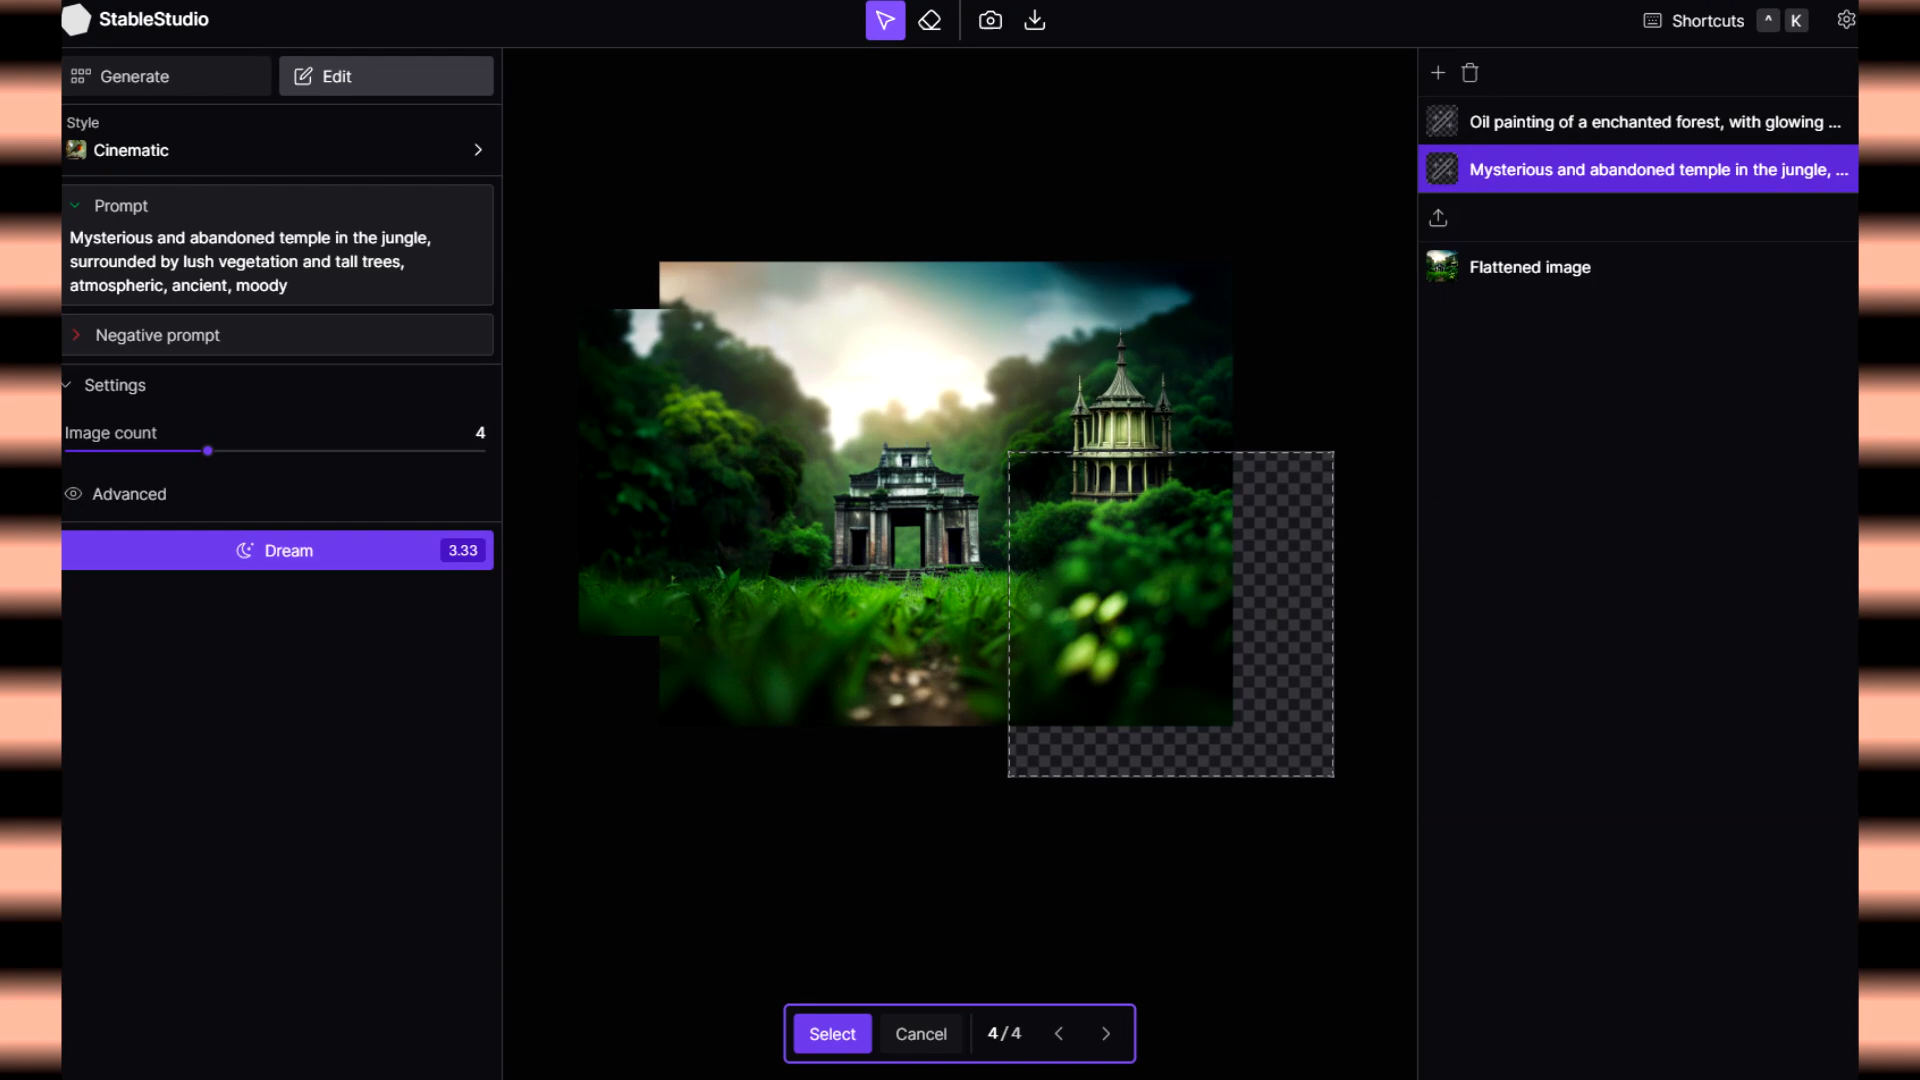 StableStudio
Shortcuts ^ K
Generate
Edit
Style
Cinematic
Prompt
Mysterious and abandoned temple in the jungle,
surrounded by lush vegetation and tall trees,
atmospheric, ancient, moody
Negative prompt
Settings
Image count 4
Advanced
Dream 3.33
Oil painting of a enchanted forest, with glowing ...
Mysterious and abandoned temple in the jungle, ...
Flattened image
Select Cancel 4/4